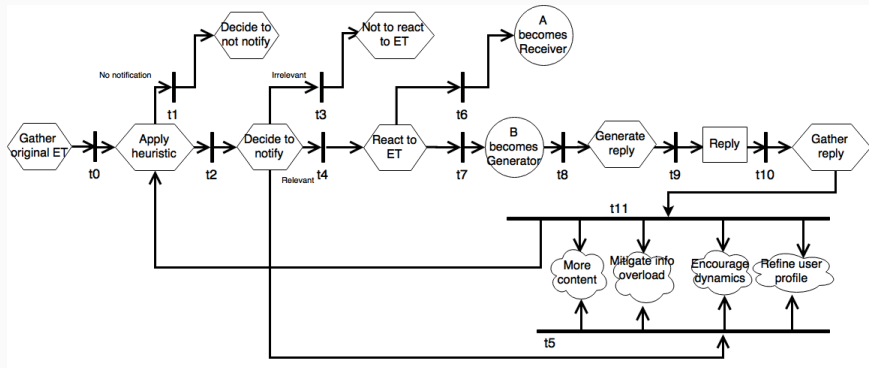 A
becomes
Receiver
Decide to
not notify
Not to react
to ET
No notification
Irrelevant
t1
t3
t6
Gather
original ET
Apply
heuristic
Decide to
notify
React to
ET
B
becomes
Generator
Generate
reply
Reply
Gather
reply
t0
t2
Relevant
t4
t7
t8
t9
t10
t11
More
content
Mitigate info
overload
Encourage
dynamics
Refine user
profile
t5